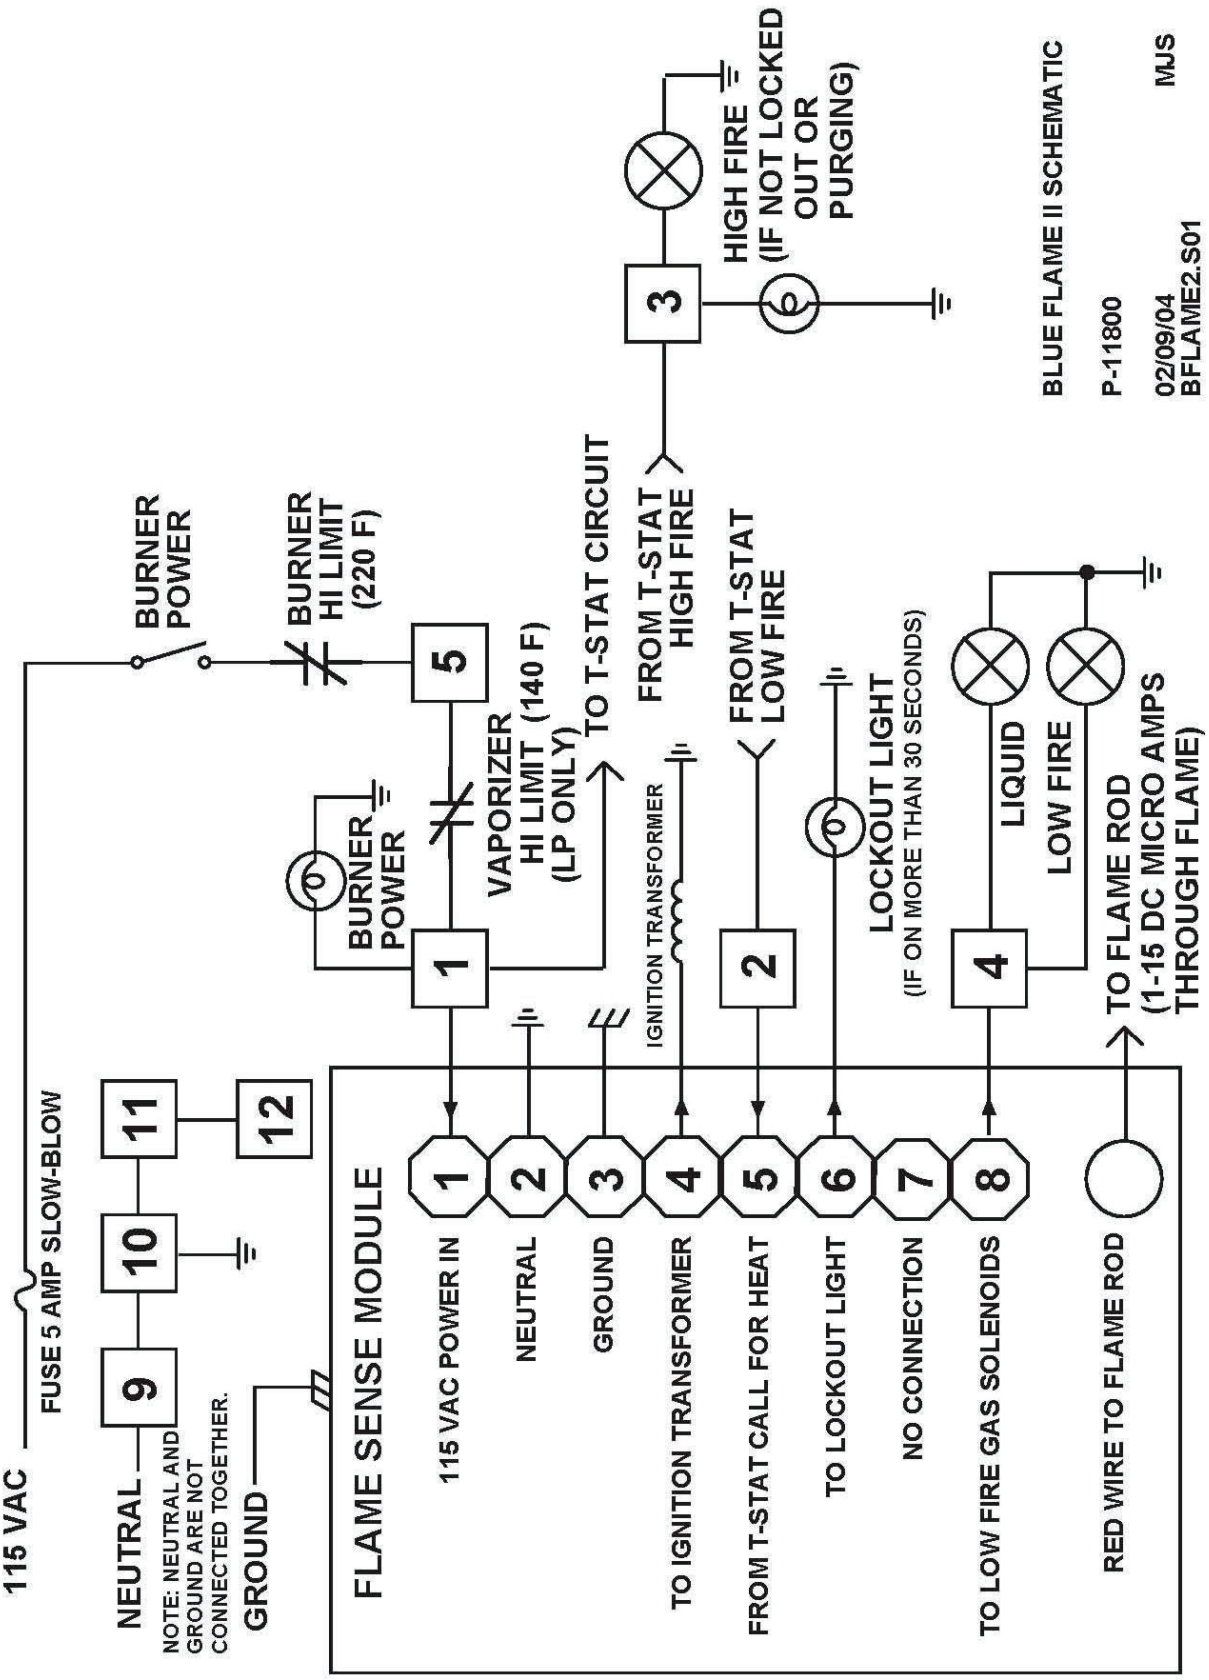 115 VAC
FUSE 5 AMP SLOW-BLOW
BURNER
POWER
NEUTRAL
9
10
11
12
NOTE: NEUTRAL AND
GROUND ARE NOT
CONNECTED TOGETHER.
GROUND
BURNER
HI LIMIT
(220 F)
5
BURNER
POWER
1
VAPORIZER
HI LIMIT (140 F)
(LP ONLY)
TO T-STAT CIRCUIT
FLAME SENSE MODULE
115 VAC POWER IN
1
NEUTRAL
2
GROUND
3
TO IGNITION TRANSFORMER
4
IGNITION TRANSFORMER
FROM T-STAT
HIGH FIRE
3
HIGH FIRE
(IF NOT LOCKED
OUT OR
PURGING)
FROM T-STAT CALL FOR HEAT
5
2
FROM T-STAT
LOW FIRE
TO LOCKOUT LIGHT
6
LOCKOUT LIGHT
(IF ON MORE THAN 30 SECONDS)
NO CONNECTION
7
TO LOW FIRE GAS SOLENOIDS
8
4
LIQUID
LOW FIRE
RED WIRE TO FLAME ROD
TO FLAME ROD
(1-15 DC MICRO AMPS
THROUGH FLAME)
BLUE FLAME II SCHEMATIC
P-11800
02/09/04
BFLAME2.S01
MJS